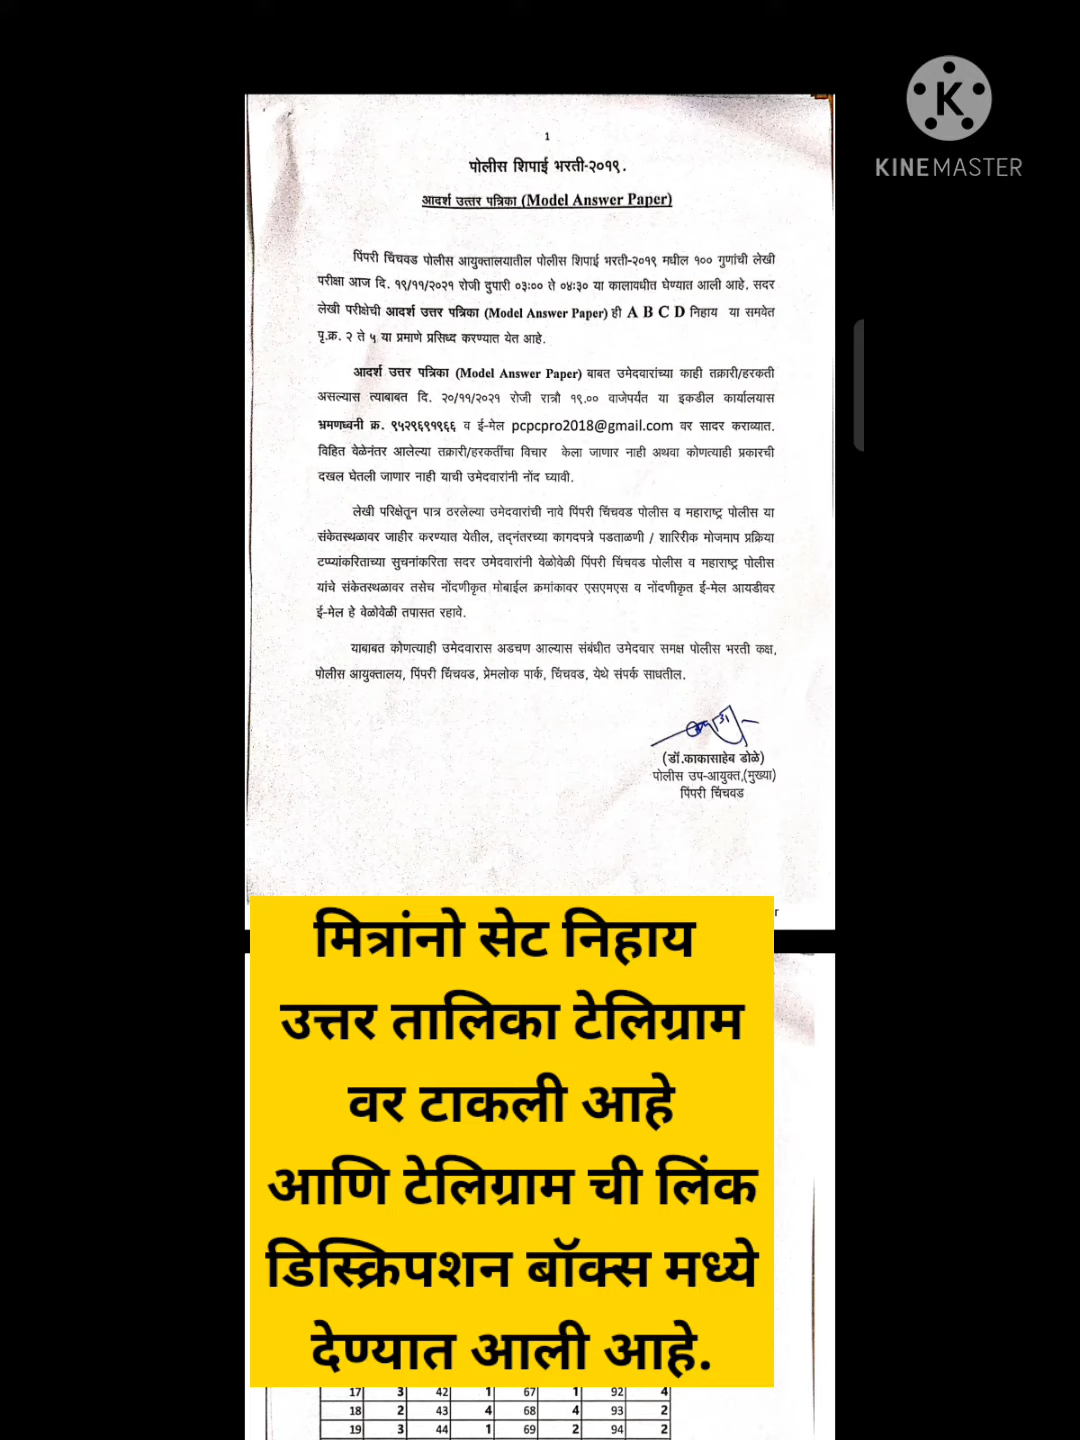 KINEMASTER
1
पोलीस शिपाई भरती-२०१९.
आदर्श उत्तर पत्रिका (Model Answer Paper)
पिंपरी चिंचवड पोलीस आयुक्तालयातील पोलीस शिपाई भरती-२०१९ मधील १०० गुणांची लेखी
परीक्षा आज दि. १९/११/२०२१ रोजी दुपारी ०३:०० ते ०४:३० या कालावधीत घेण्यात आली आहे. सदर
लेखी परीक्षेची आदर्श उत्तर पत्रिका (Model Answer Paper) ही A B C D निहाय या समवेत
पृ.क्र. २ ते ५ या प्रमाणे प्रसिध्द करण्यात येत आहे.
आदर्श उत्तर पत्रिका (Model Answer Paper) बाबत उमेदवारांच्या काही तक्रारी/हरकती
असल्यास त्याबाबत दि. २०/११/२०२१ रोजी रात्रौ १९.०० वाजेपर्यंत या इकडील कार्यालयास
भ्रमणध्वनी क्र. ९५२९६९१९६६ व ई-मेल pcpcpro2018@gmail.com वर सादर कराव्यात.
विहित वेळेनंतर आलेल्या तक्रारी/हरकतींचा विचार केला जाणार नाही अथवा कोणत्याही प्रकारची
दखल घेतली जाणार नाही याची उमेदवारांनी नोंद घ्यावी.
लेखी परिक्षेतून पात्र ठरलेल्या उमेदवारांची नावे पिंपरी चिंचवड पोलीस व महाराष्ट्र पोलीस या
संकेतस्थळावर जाहीर करण्यात येतील, तद्नंतरच्या कागदपत्रे पडताळणी / शारिरीक मोजमाप प्रक्रिया
टप्प्यांकरिताच्या सुचनांकरिता सदर उमेदवारांनी वेळोवेळी पिंपरी चिंचवड पोलीस व महाराष्ट्र पोलीस
यांचे संकेतस्थळावर तसेच नोंदणीकृत मोबाईल क्रमांकावर एसएमएस व नोंदणीकृत ई-मेल आयडीवर
ई-मेल हे वेळोवेळी तपासत रहावे.
याबाबत कोणत्याही उमेदवारास अडचण आल्यास संबंधीत उमेदवार समक्ष पोलीस भरती कक्ष,
पोलीस आयुक्तालय, पिंपरी चिंचवड, प्रेमलोक पार्क, चिंचवड, येथे संपर्क साधतील.
(डॉ.काकासाहेब डोळे)
पोलीस उप-आयुक्त,(मुख्या)
पिंपरी चिंचवड
मित्रांनो सेट निहाय
उत्तर तालिका टेलिग्राम
वर टाकली आहे
आणि टेलिग्राम ची लिंक
डिस्क्रिपशन बॉक्स मध्ये
देण्यात आली आहे.
17 3 42 1 67 1 92 4
18 2 43 4 68 4 93 2
19 3 44 1 69 2 94 2